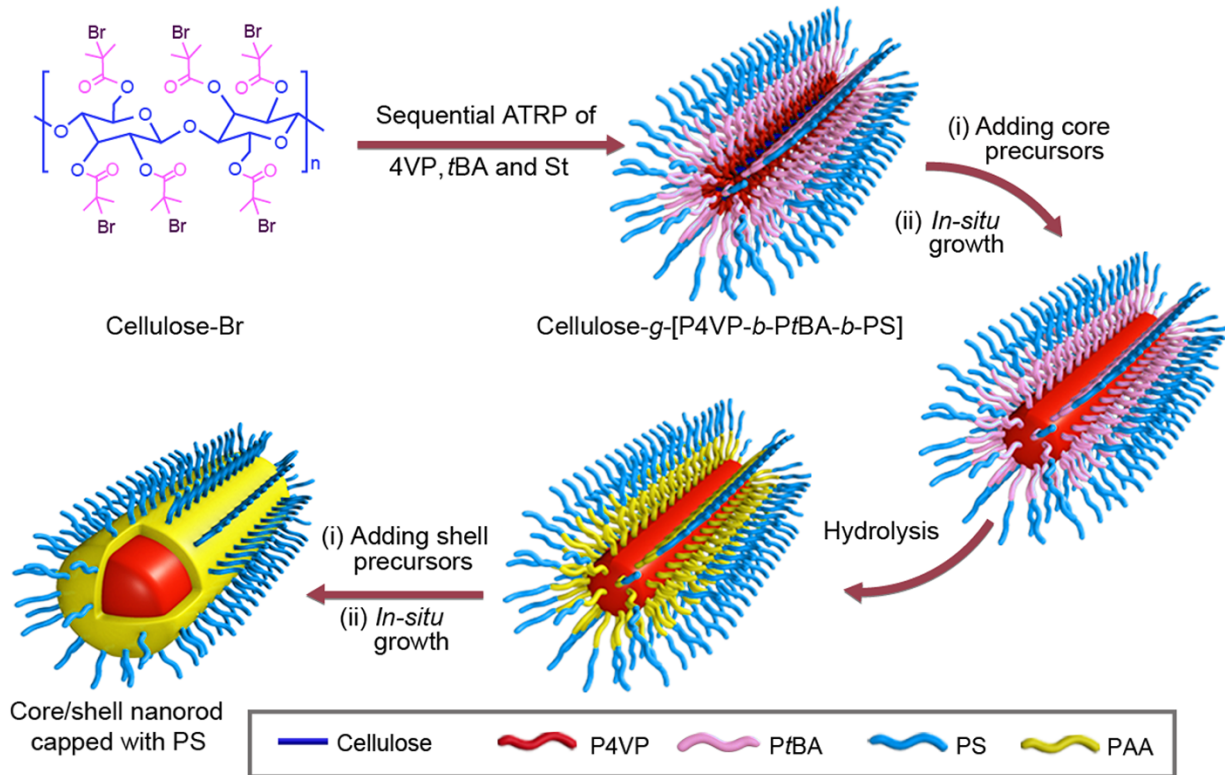 Br
Br
Br
O
O
O
O
O
O
O
O
O
O
n
O
O
O
O
O
O
Br
Br
Br
Cellulose-Br
Sequential ATRP of
4VP, tBA and St
Cellulose-g-[P4VP-b-PtBA-b-PS]
(i) Adding core
precursors
(ii) In-situ
growth
Hydrolysis
(i) Adding shell
precursors
(ii) In-situ
growth
Core/shell nanorod
capped with PS
Cellulose
P4VP
PtBA
PS
PAA